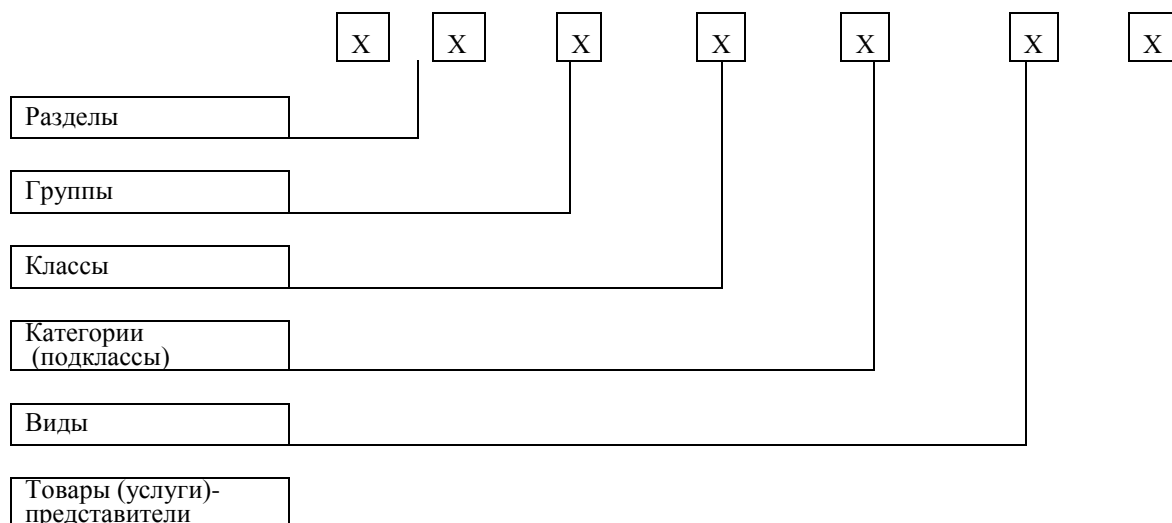 X X X X X X X
Разделы
Группы
Классы
Категории
(подклассы)
Виды
Товары (услуги)-
представители